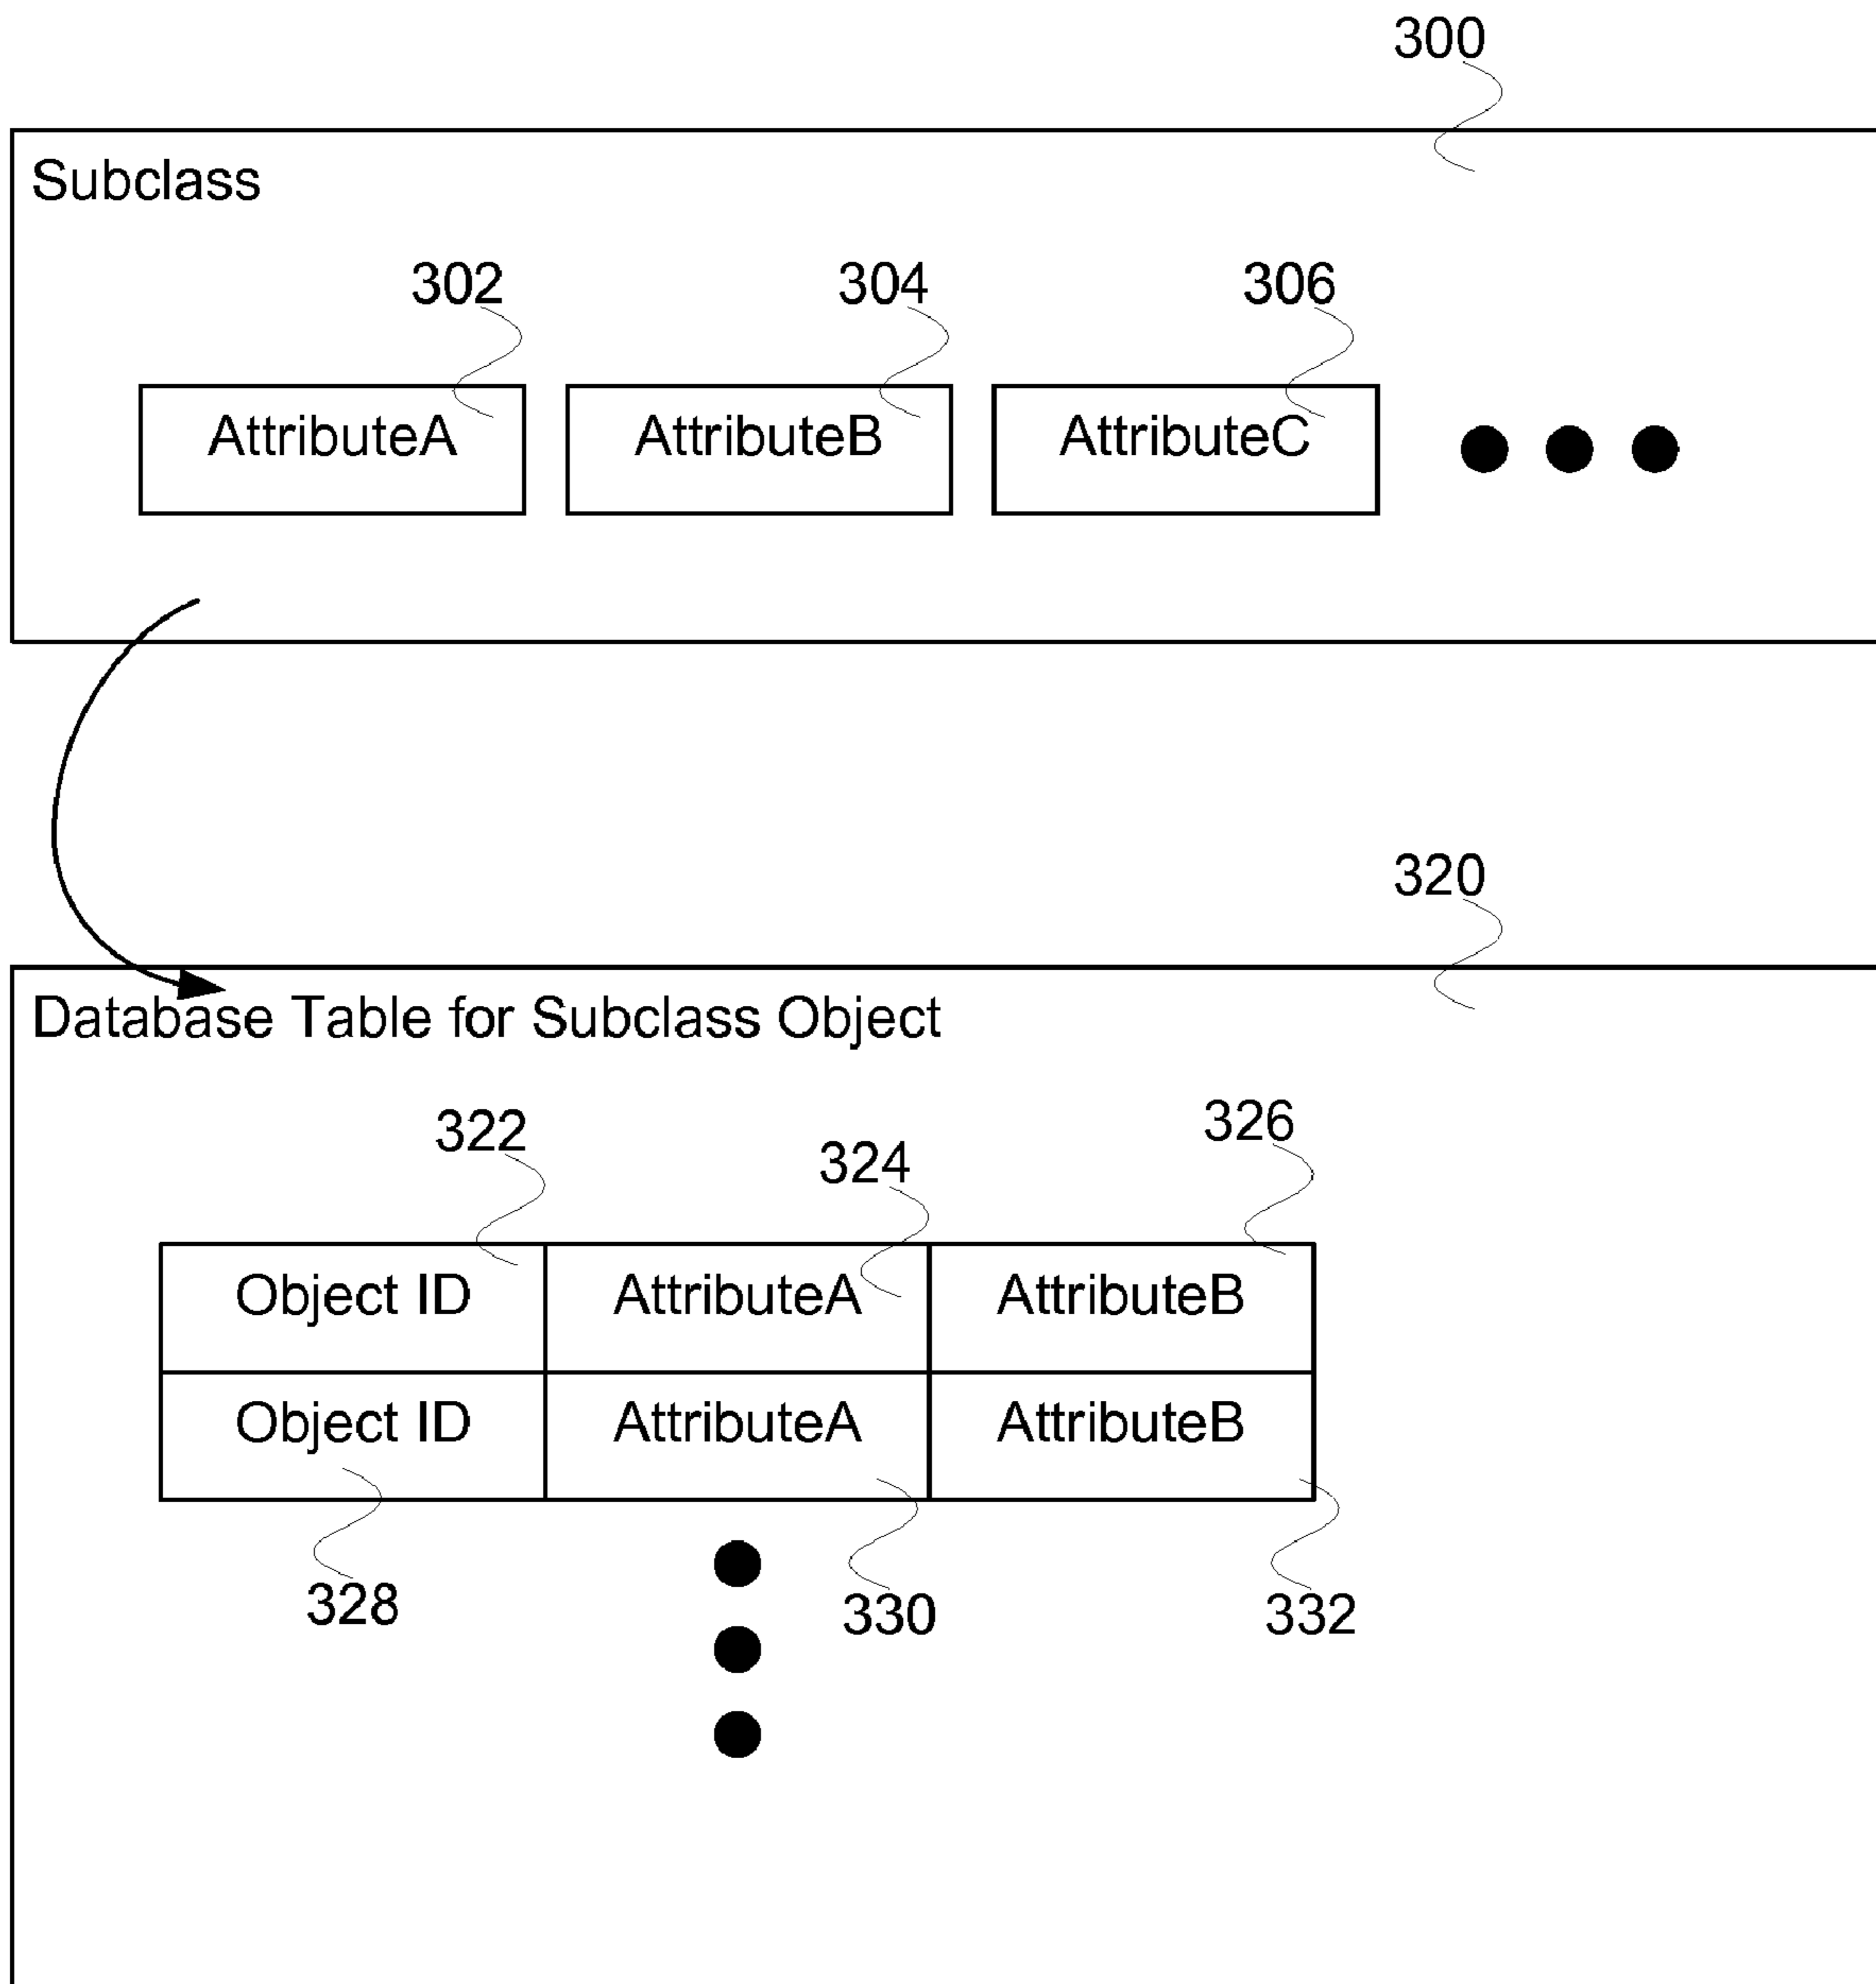 300
Subclass
302 304 306
AttributeA AttributeB AttributeC
320
Database Table for Subclass Object
322 324 326
Object ID AttributeA AttributeB
Object ID AttributeA AttributeB
328 330 332